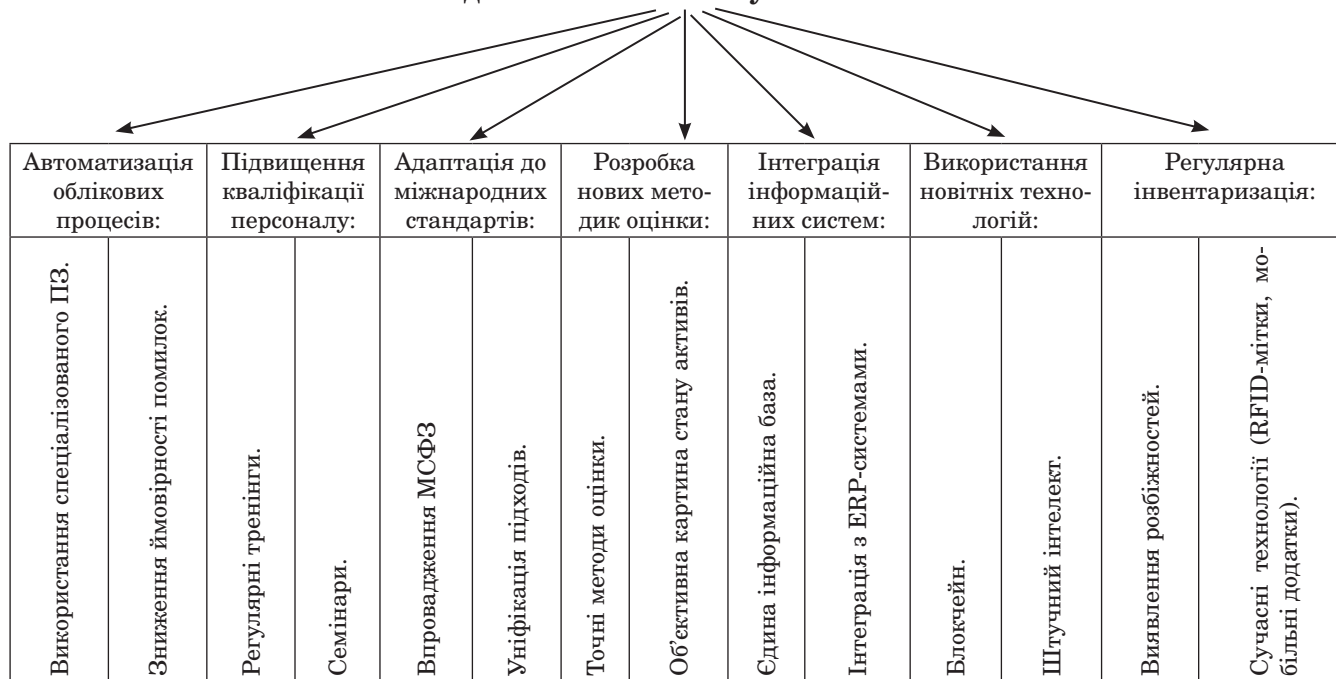 Автоматизація
облікових
процесів:
Підвищення
кваліфікації
персоналу:
Адаптація до
міжнародних
стандартів:
Розробка
нових мето-
дик оцінки:
Інтеграція
інформацій-
них систем:
Використання
новітніх техно-
логій:
Регулярна
інвентаризація:
Використання спеціалізованого ПЗ.
Зниження ймовірності помилок.
Регулярні тренінги.
Семінари.
Впровадження МСФЗ
Уніфікація підходів.
Точні методи оцінки.
Об’єктивна картина стану активів.
Єдина інформаційна база.
Інтеграція з ERP-системами.
Блокчейн.
Штучний інтелект.
Виявлення розбіжностей.
Сучасні технології (RFID-мітки, мо-
більні додатки).